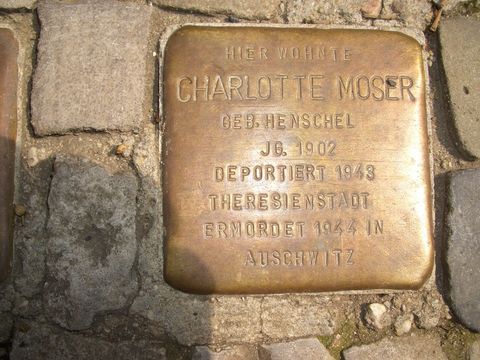 HIER WOHNTE
CHARLOTTE MOSER
GEB. HENSCHEL
JG. 1902
DEPORTIERT 1943
THERESIENSTADT
ERMORDET 1944 IN
AUSCHWITZ